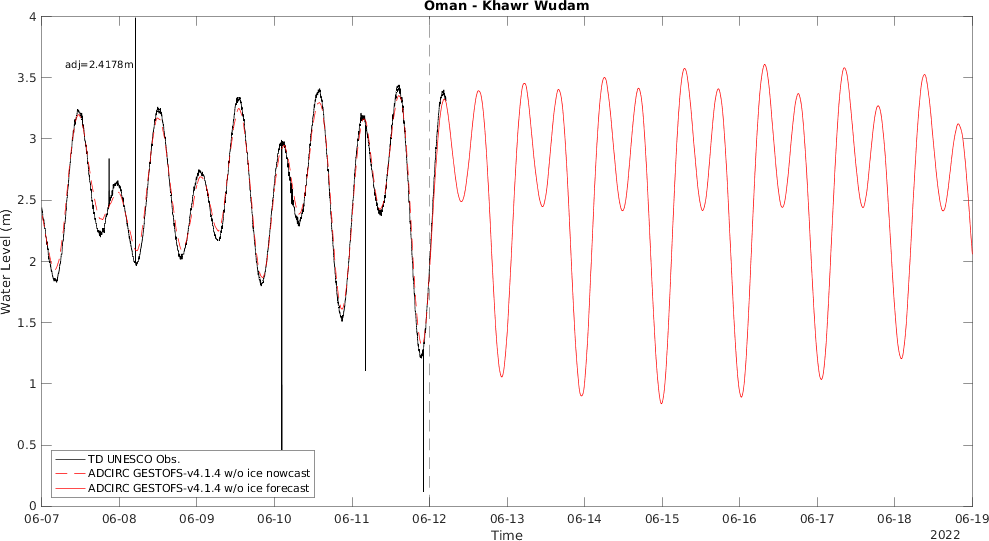 Oman - Khawr Wudam
4
adj=2.4178m
3.5
3
2.5
2
1.5
1
0.5
0
Water Level (m)
TD UNESCO Obs.
ADCIRC GESTOFS-v4.1.4 w/o ice nowcast
ADCIRC GESTOFS-v4.1.4 w/o ice forecast
06-07 06-08 06-09 06-10 06-11 06-12 06-13 06-14 06-15 06-16 06-17 06-18 06-19
Time
2022